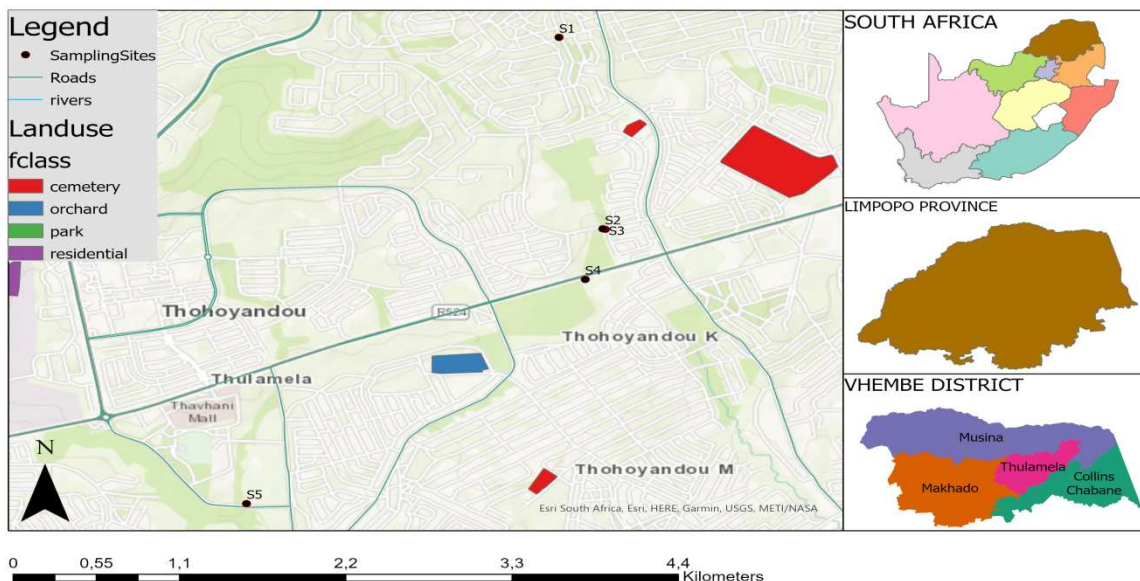 Legend
SamplingSites
Roads
rivers
Landuse
fclass
cemetery
orchard
park
residential
S1
S2
S3
S4
R524
Thohoyandou
Thohoyandou K
Thulamela
Thavhani
Mall
Thohoyandou M
S5
N
Esri South Africa, Esri, HERE, Garmin, USGS, METI/NASA
SOUTH AFRICA
LIMPOPO PROVINCE
VHEMBE DISTRICT
Musina
Thulamela
Makhado
Collins
Chabane
0 0,55 1,1 2,2 3,3 4,4
Kilometers